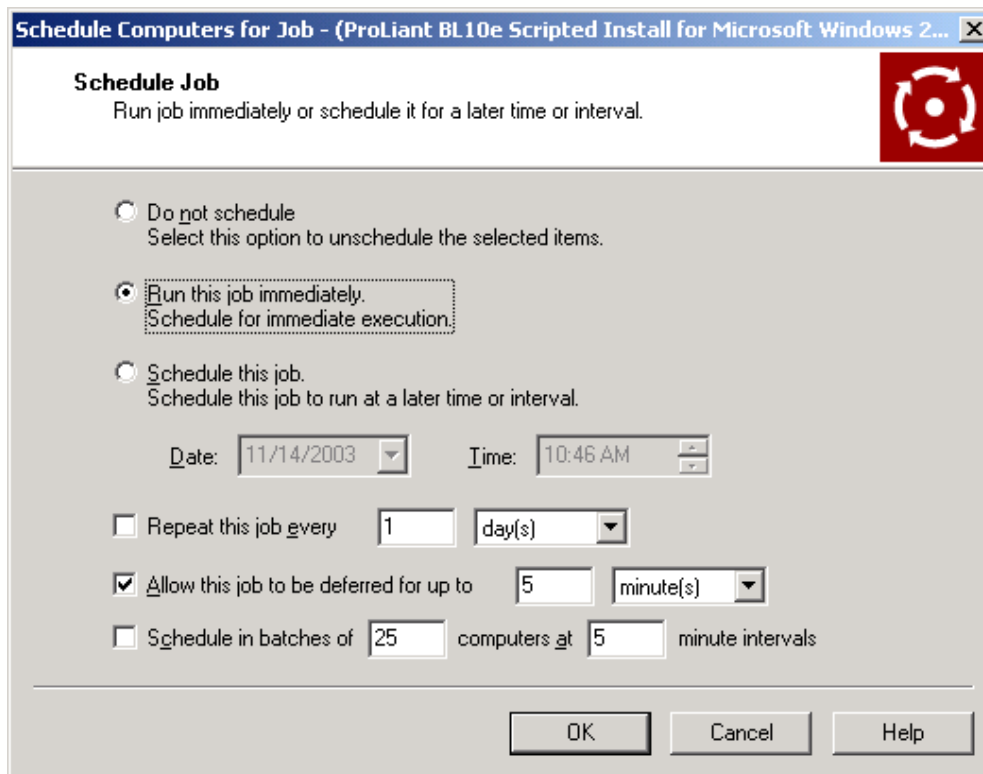 Schedule Computers for Job - (ProLiant BL10e Scripted Install for Microsoft Windows 2...
Schedule Job
Run job immediately or schedule it for a later time or interval.
Do not schedule
Select this option to unschedule the selected items.
Run this job immediately.
Schedule for immediate execution.
Schedule this job.
Schedule this job to run at a later time or interval.
Date: 11/14/2003 Time: 10:46 AM
Repeat this job every 1 day(s)
Allow this job to be deferred for up to 5 minute(s)
Schedule in batches of 25 computers at 5 minute intervals
OK Cancel Help